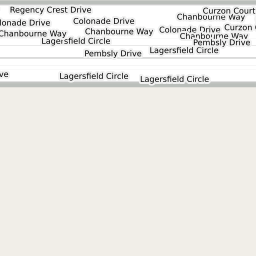 Regency Crest Drive
Curzon Court
Chanbourne Way
lonade Drive
Colonade Drive
Chanbourne Way
Chanbourne Way
Colonade Drive
Curzon
Chanbourne Way
Lagersfield Circle
Pembsly Drive
Pembsly Drive
Lagersfield Circle
ve
Lagersfield Circle
Lagersfield Circle